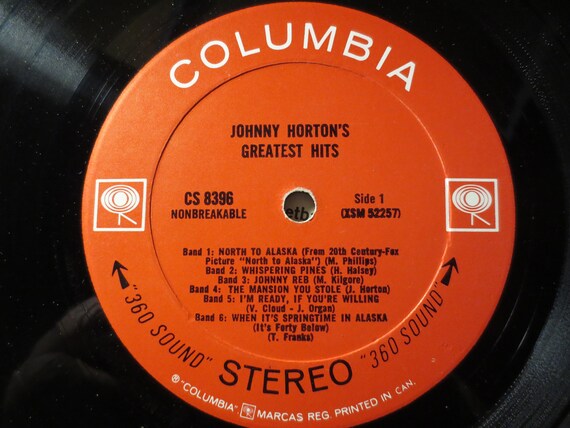 COLUMBIA
JOHNNY HORTON'S
GREATEST HITS
CS 8396
NONBREAKABLE
Side 1
(XSM 52257)
etb
Band 1: NORTH TO ALASKA (From 20th Century-Fox
Picture "North to Alaska") (M. Phillips)
Band 2: WHISPERING PINES (H. Halsey)
Band 3: JOHNNY REB (M. Kilgore)
Band 4: THE MANSION YOU STOLE (J. Horton)
Band 5: I'M READY, IF YOU'RE WILLING
(V. Cloud - J. Organ)
Band 6: WHEN IT'S SPRINGTIME IN ALASKA
(It's Forty Below)
(T. Franks)
"360 SOUND" STEREO "360 SOUND"
® "COLUMBIA" MARCAS REG. PRINTED IN CAN.